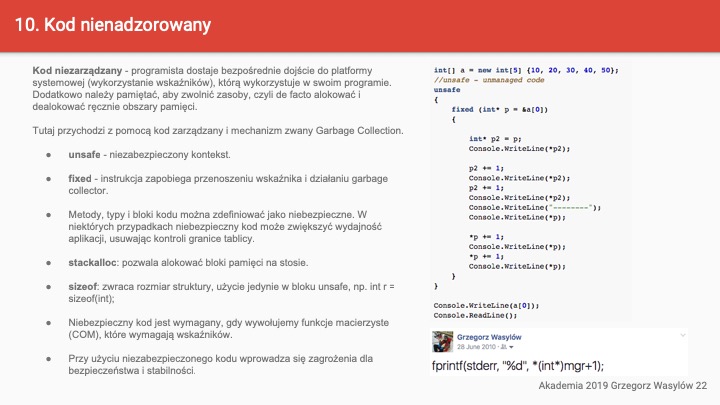 10. Kod nienadzorowany
Kod niezarządzany - programista dostaje bezpośrednie dojście do platformy
systemowej (wykorzystanie wskaźników), którą wykorzystuje w swoim programie.
Dodatkowo należy pamiętać, aby zwolnić zasoby, czyli de facto alokować i
dealokować ręcznie obszary pamięci.
Tutaj przychodzi z pomocą kod zarządzany i mechanizm zwany Garbage Collection.
● unsafe - niezabezpieczony kontekst.
● fixed - instrukcja zapobiega przenoszeniu wskaźnika i działaniu garbage
collector.
● Metody, typy i bloki kodu można zdefiniować jako niebezpieczne. W
niektórych przypadkach niebezpieczny kod może zwiększyć wydajność
aplikacji, usuwając kontroli granice tablicy.
● stackalloc: pozwala alokować bloki pamięci na stosie.
● sizeof: zwraca rozmiar struktury, użycie jedynie w bloku unsafe, np. int r =
sizeof(int);
● Niebezpieczny kod jest wymagany, gdy wywołujemy funkcje macierzyste
(COM), które wymagają wskaźników.
● Przy użyciu niezabezpieczonego kodu wprowadza się zagrożenia dla
bezpieczeństwa i stabilności.
int[] a = new int[5] {10, 20, 30, 40, 50};
//unsafe - unmanaged code
unsafe
{
fixed (int* p = &a[0])
{
int* p2 = p;
Console.WriteLine(*p2);
p2 += 1;
Console.WriteLine(*p2);
p2 += 1;
Console.WriteLine(*p2);
Console.WriteLine("--------");
Console.WriteLine(*p);
*p += 1;
Console.WriteLine(*p);
*p += 1;
Console.WriteLine(*p);
}
}
Console.WriteLine(a[0]);
Console.ReadLine();
Grzegorz Wasylów
28 June 2010 ·
fprintf(stderr, "%d", *(int*)mgr+1);
Akademia 2019 Grzegorz Wasylów 22